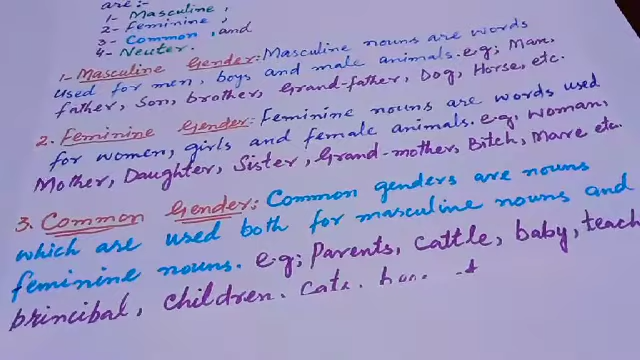 are:-
1- Masculine,
2- Feminine,
3- Common, and
4- Neuter.
1- Masculine Gender: Masculine nouns are words
used for men, boys and male animals. e.g; Man,
father, Son, brother, Grand-father, Dog, Horse, etc.
2. Feminine Gender: Feminine nouns are words used
for women, girls and female animals. e.g; Woman,
Mother, Daughter, Sister, Grand-mother, Bitch, Mare etc.
3. Common Gender: Common genders are nouns
which are used both for masculine nouns and
feminine nouns. e.g; Parents, Cattle, baby, teach
principal, children. Cats.